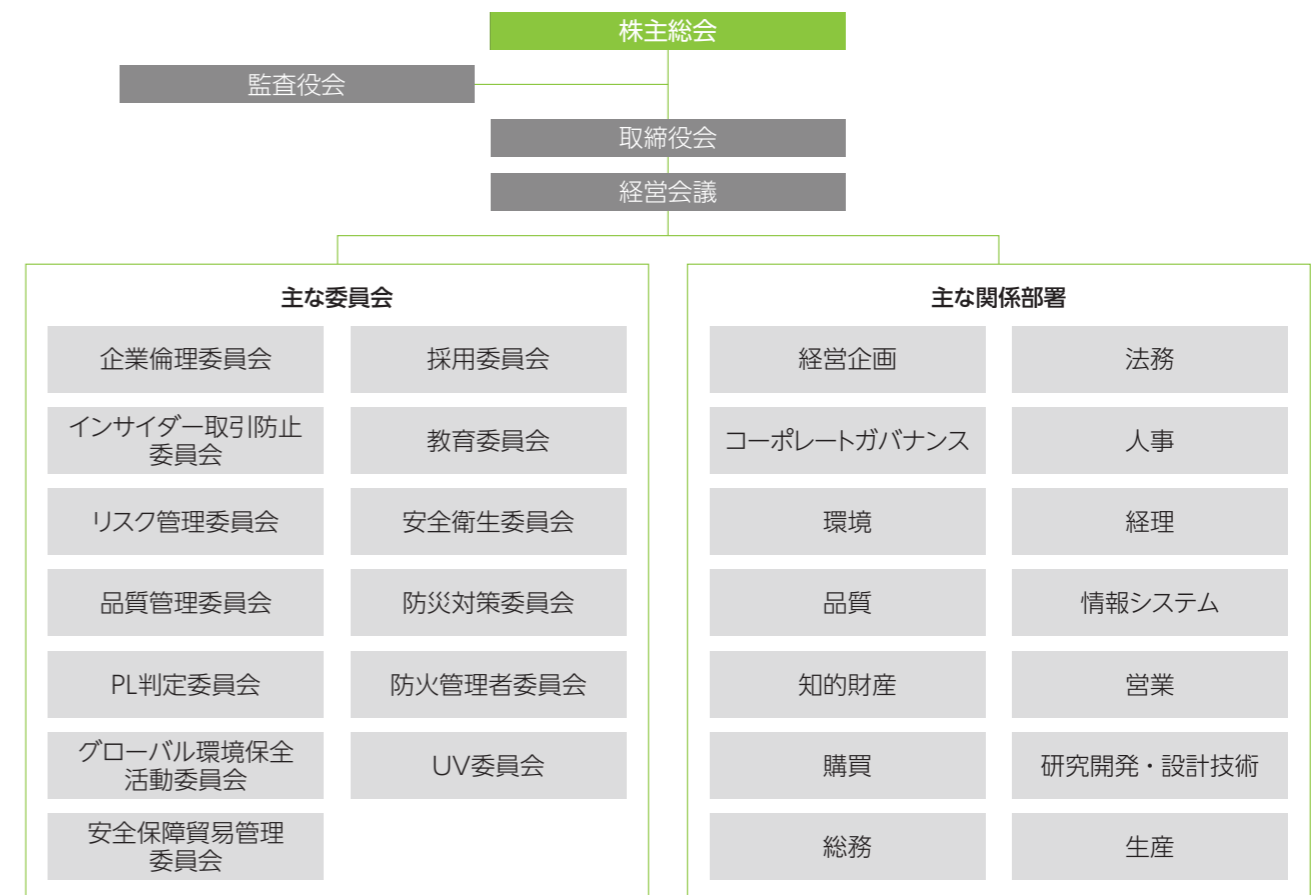 株主総会
監査役会
取締役会
経営会議
主な委員会
企業倫理委員会
採用委員会
インサイダー取引防止
委員会
教育委員会
リスク管理委員会
安全衛生委員会
品質管理委員会
防災対策委員会
PL判定委員会
防火管理者委員会
グローバル環境保全
活動委員会
UV委員会
安全保障貿易管理
委員会
主な関係部署
経営企画
法務
コーポレートガバナンス
人事
環境
経理
品質
情報システム
知的財産
営業
購買
研究開発・設計技術
総務
生産